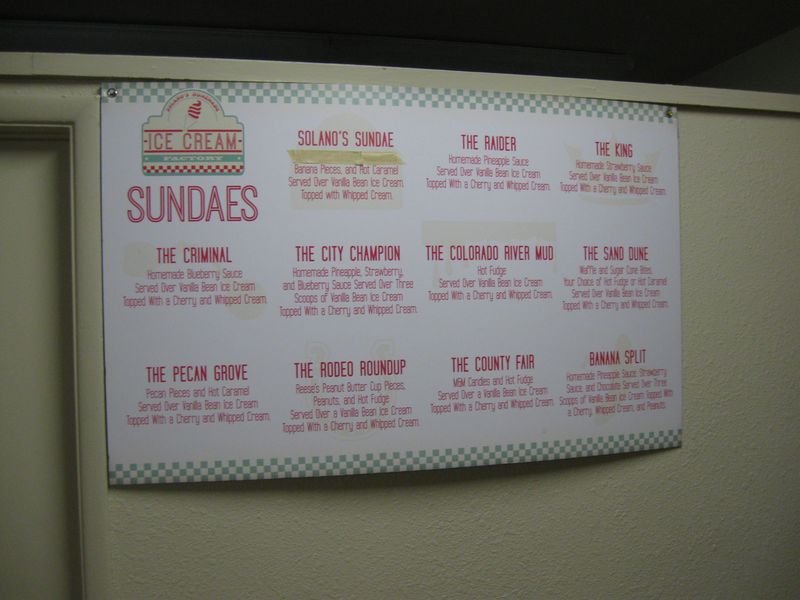 SOLANO'S
ICE CREAM
FACTORY
SUNDAES
SOLANO'S SUNDAE
Banana Pieces, and Hot Caramel
Served Over Vanilla Bean Ice Cream.
Topped with Whipped Cream.
THE RAIDER
Homemade Pineapple Sauce
Served Over Vanilla Bean Ice Cream
Topped With a Cherry and Whipped Cream.
THE KING
Homemade Strawberry Sauce
Served Over Vanilla Bean Ice Cream
Topped With a Cherry and Whipped Cream.
THE CRIMINAL
Homemade Blueberry Sauce
Served Over Vanilla Bean Ice Cream
Topped With a Cherry and Whipped Cream.
THE CITY CHAMPION
Homemade Pineapple, Strawberry,
and Blueberry Sauce Served Over Three
Scoops of Vanilla Bean Ice Cream
Topped With a Cherry and Whipped Cream.
THE COLORADO RIVER MUD
Hot Fudge
Served Over Vanilla Bean Ice Cream
Topped With a Cherry and Whipped Cream.
THE SAND DUNE
Waffle and Sugar Cone Bites,
Your Choice of Hot Fudge or Hot Caramel
Served Over Vanilla Bean Ice Cream
Topped With a Cherry and Whipped Cream.
THE PECAN GROVE
Pecan Pieces and Hot Caramel
Served Over Vanilla Bean Ice Cream
Topped With a Cherry and Whipped Cream.
THE RODEO ROUNDUP
Reese's Peanut Butter Cup Pieces,
Peanuts, and Hot Fudge
Served Over a Vanilla Bean Ice Cream
Topped With a Cherry and Whipped Cream.
THE COUNTY FAIR
M&M Candies and Hot Fudge
Served Over a Vanilla Bean Ice Cream
Topped With a Cherry and Whipped Cream.
BANANA SPLIT
Homemade Pineapple Sauce, Strawberry
Sauce, and Chocolate Served Over Three
Scoops of Vanilla Bean Ice Cream Topped With
a Cherry Whipped Cream, and Peanuts.